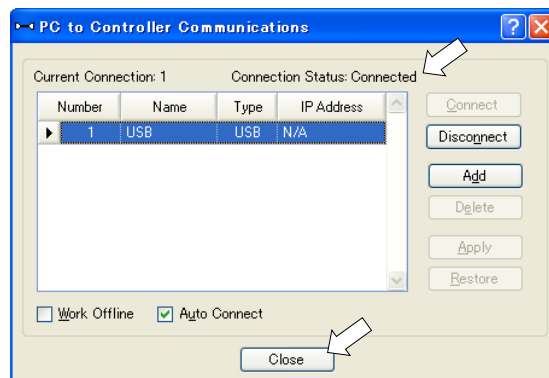 PC to Controller Communications
Current Connection: 1 Connection Status: Connected
Number Name Type IP Address
1 USB USB N/A
Connect
Disconnect
Add
Delete
Apply
Restore
Work Offline Auto Connect
Close